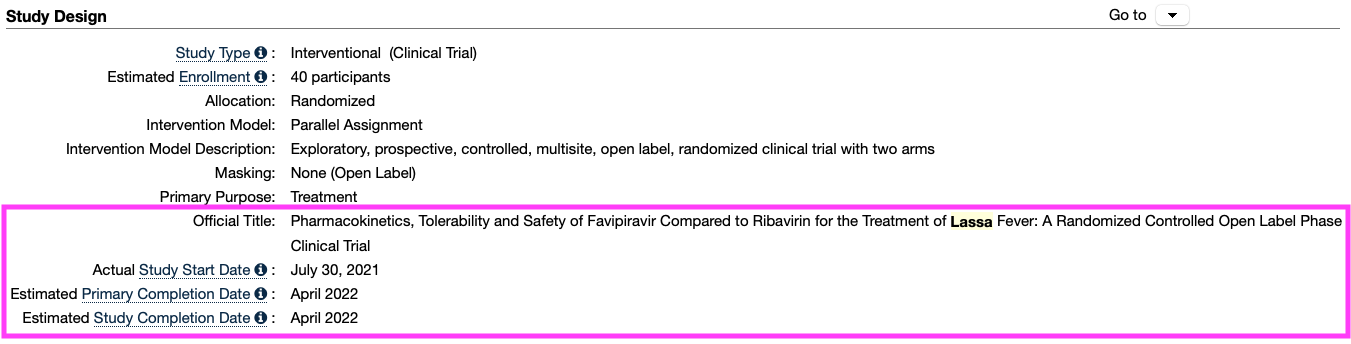 Study Design
Go to
Study Type : Interventional (Clinical Trial)
Estimated Enrollment : 40 participants
Allocation: Randomized
Intervention Model: Parallel Assignment
Intervention Model Description: Exploratory, prospective, controlled, multisite, open label, randomized clinical trial with two arms
Masking: None (Open Label)
Primary Purpose: Treatment
Official Title: Pharmacokinetics, Tolerability and Safety of Favipiravir Compared to Ribavirin for the Treatment of Lassa Fever: A Randomized Controlled Open Label Phase
Clinical Trial
Actual Study Start Date : July 30, 2021
Estimated Primary Completion Date : April 2022
Estimated Study Completion Date : April 2022